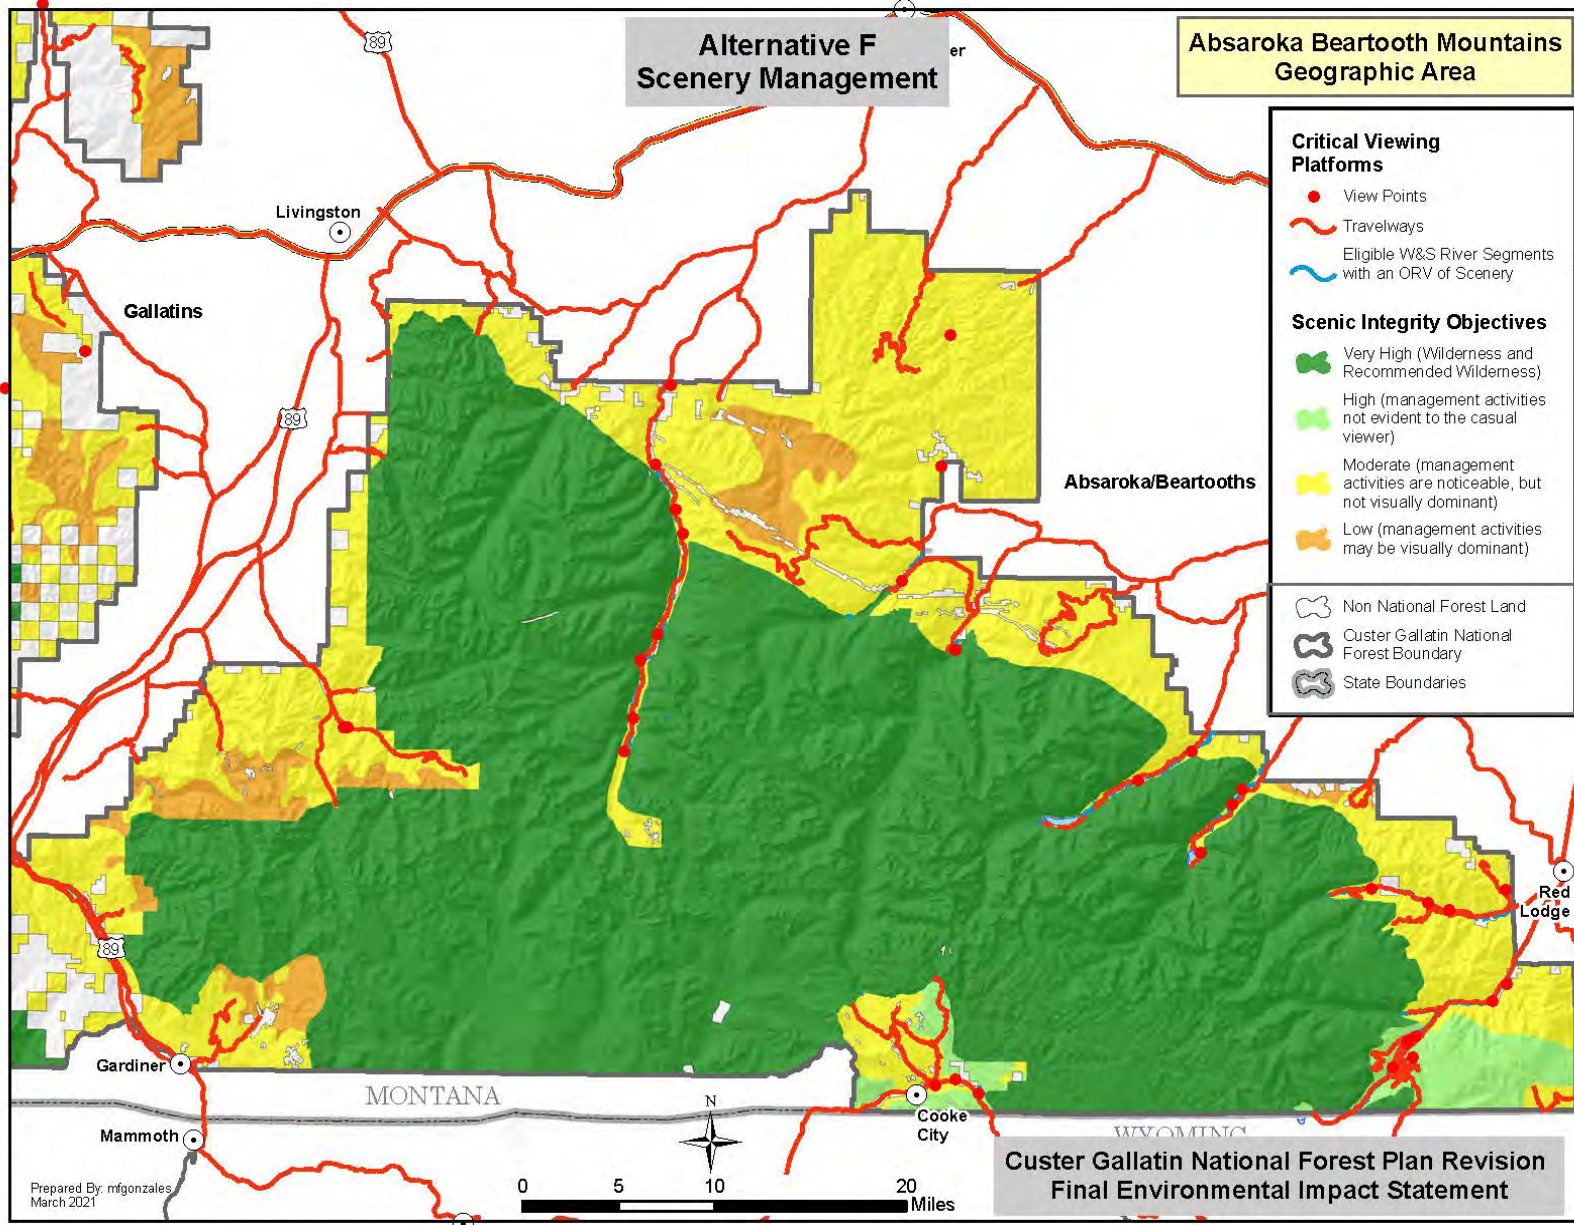 Alternative F
Scenery Management
Absaroka Beartooth Mountains
Geographic Area
er
89
Livingston
Gallatins
89
Absaroka/Beartooths
Critical Viewing
Platforms
View Points
Travelways
Eligible W&S River Segments
with an ORV of Scenery
Scenic Integrity Objectives
Very High (Wilderness and
Recommended Wilderness)
High (management activities
not evident to the casual
viewer)
Moderate (management
activities are noticeable, but
not visually dominant)
Low (management activities
may be visually dominant)
Non National Forest Land
Custer Gallatin National
Forest Boundary
State Boundaries
Red
Lodge
89
Gardiner
MONTANA
Cooke
City
Mammoth
N
WYOMING
Prepared By: mfgonzales
March 2021
0 5 10 20
Miles
Custer Gallatin National Forest Plan Revision
Final Environmental Impact Statement